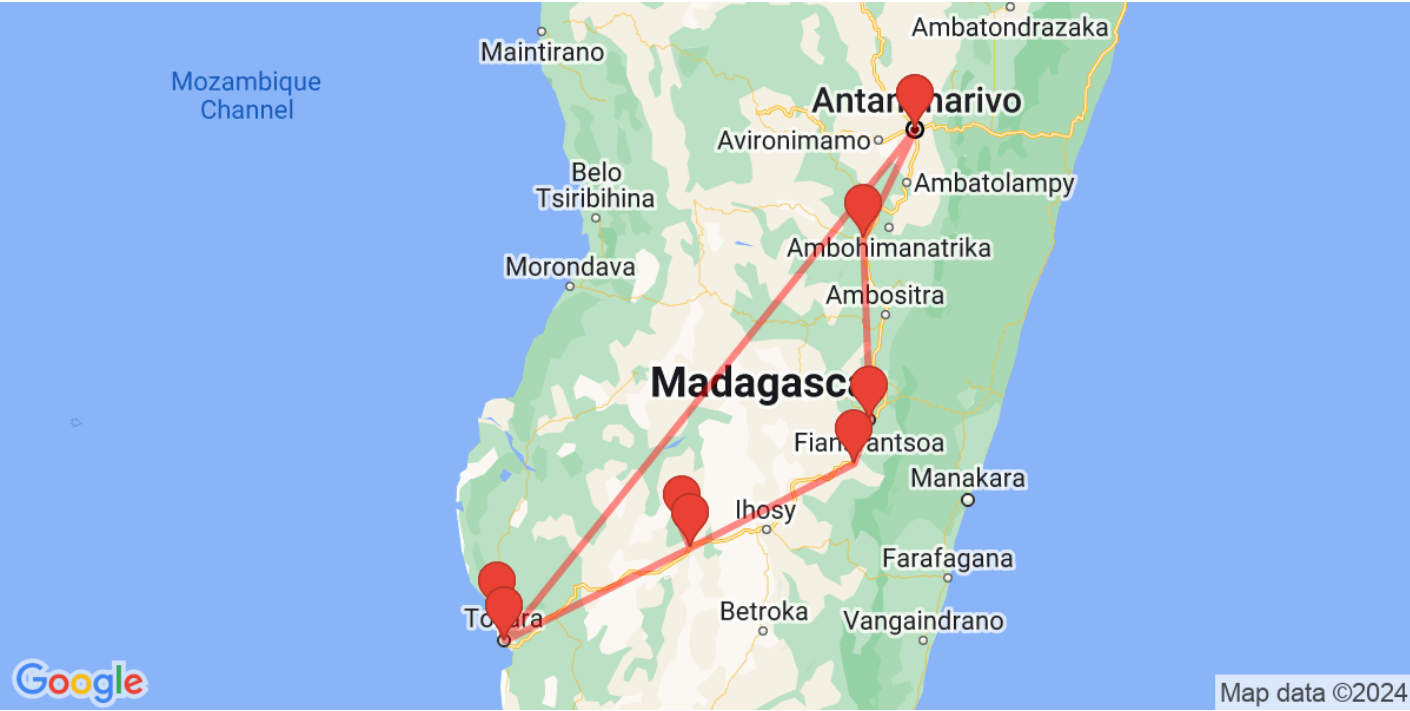 Ambatondrazaka
Maintirano
Mozambique
Channel
Avironimamo
Belo
Tsiribihina
Ambatolampy
Ambohimanatrika
Morondava
Ambositra
Manakara
Ihosy
Farafagana
Betroka
Vangaindrano
Google
Map data ©2024